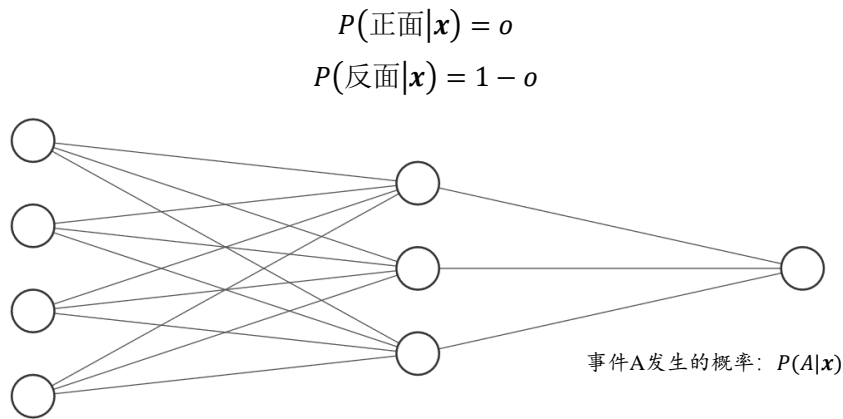 P(正面|x) = o
P(反面|x) = 1 − o
事件A发生的概率：P(A|x)